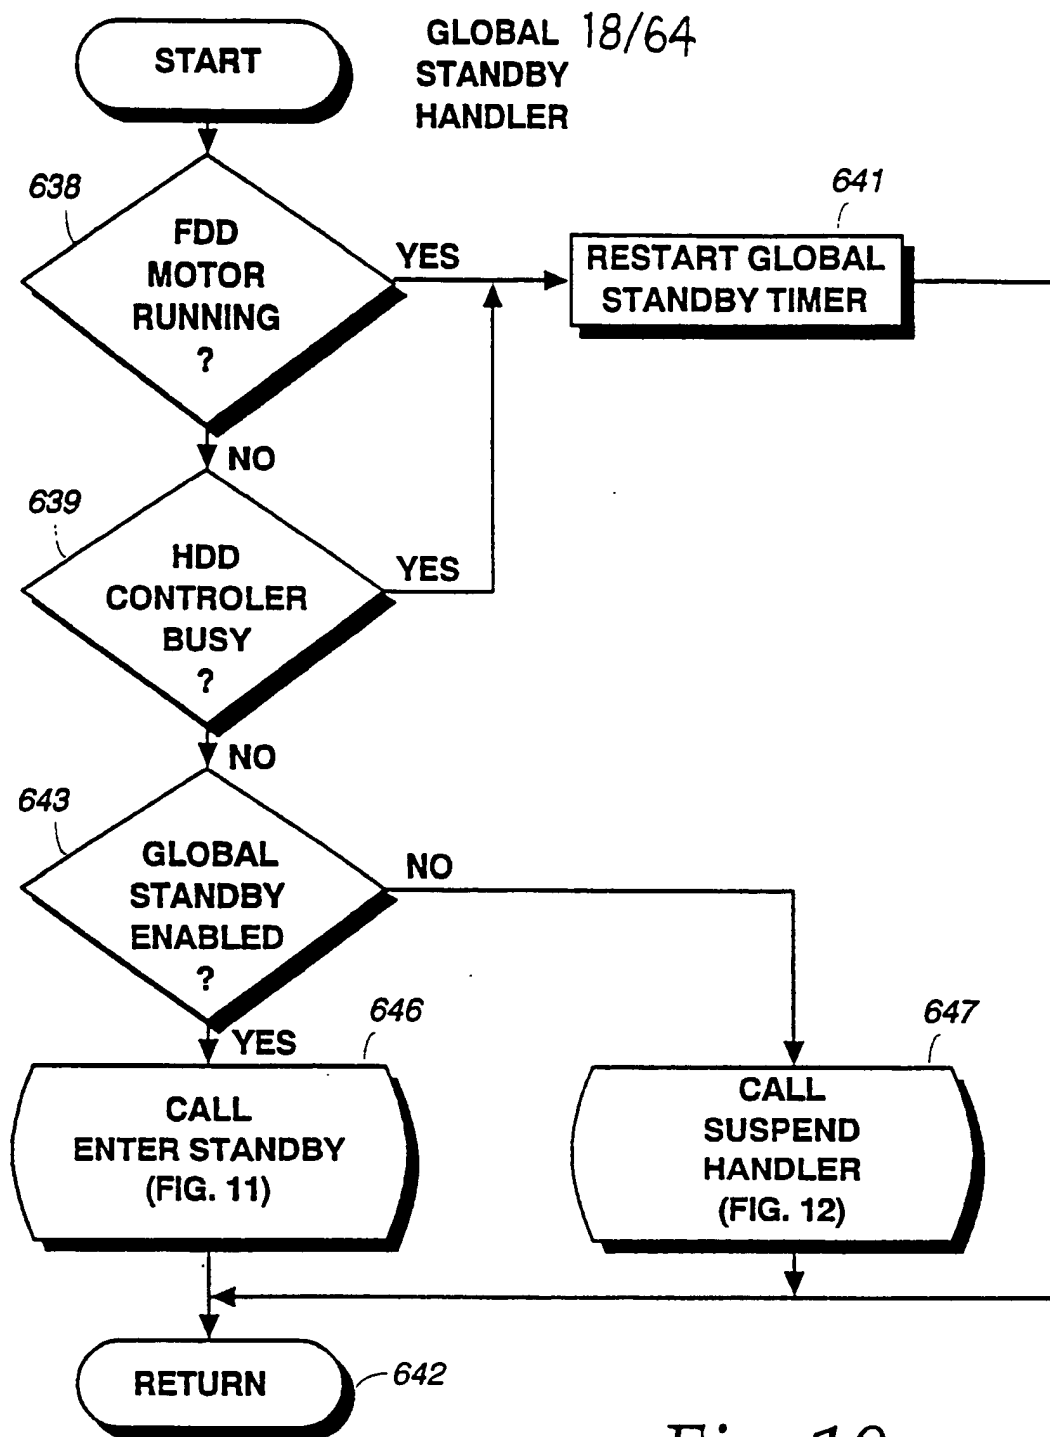 START
GLOBAL 18/64
STANDBY
HANDLER
638
FDD
MOTOR
RUNNING
?
YES
641
RESTART GLOBAL
STANDBY TIMER
NO
639
HDD
CONTROLER
BUSY
?
YES
NO
643
GLOBAL
STANDBY
ENABLED
?
NO
YES
646
CALL
ENTER STANDBY
(FIG. 11)
647
CALL
SUSPEND
HANDLER
(FIG. 12)
RETURN
642